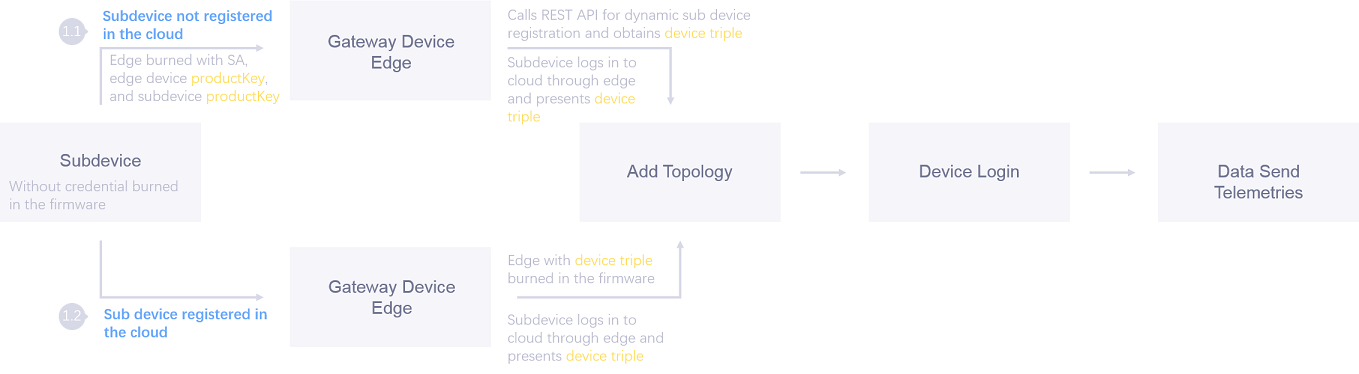 1.1
Subdevice not registered
in the cloud
Edge burned with SA,
edge device productKey,
and subdevice productKey
Gateway Device
Edge
Calls REST API for dynamic sub device
registration and obtains device triple
Subdevice logs in to
cloud through edge
and presents device
triple
Subdevice
Without credential burned
in the firmware
Add Topology
Device Login
Data Send
Telemetries
1.2
Sub device registered in
the cloud
Gateway Device
Edge
Edge with device triple
burned in the firmware
Subdevice logs in to
cloud through edge and
presents device triple